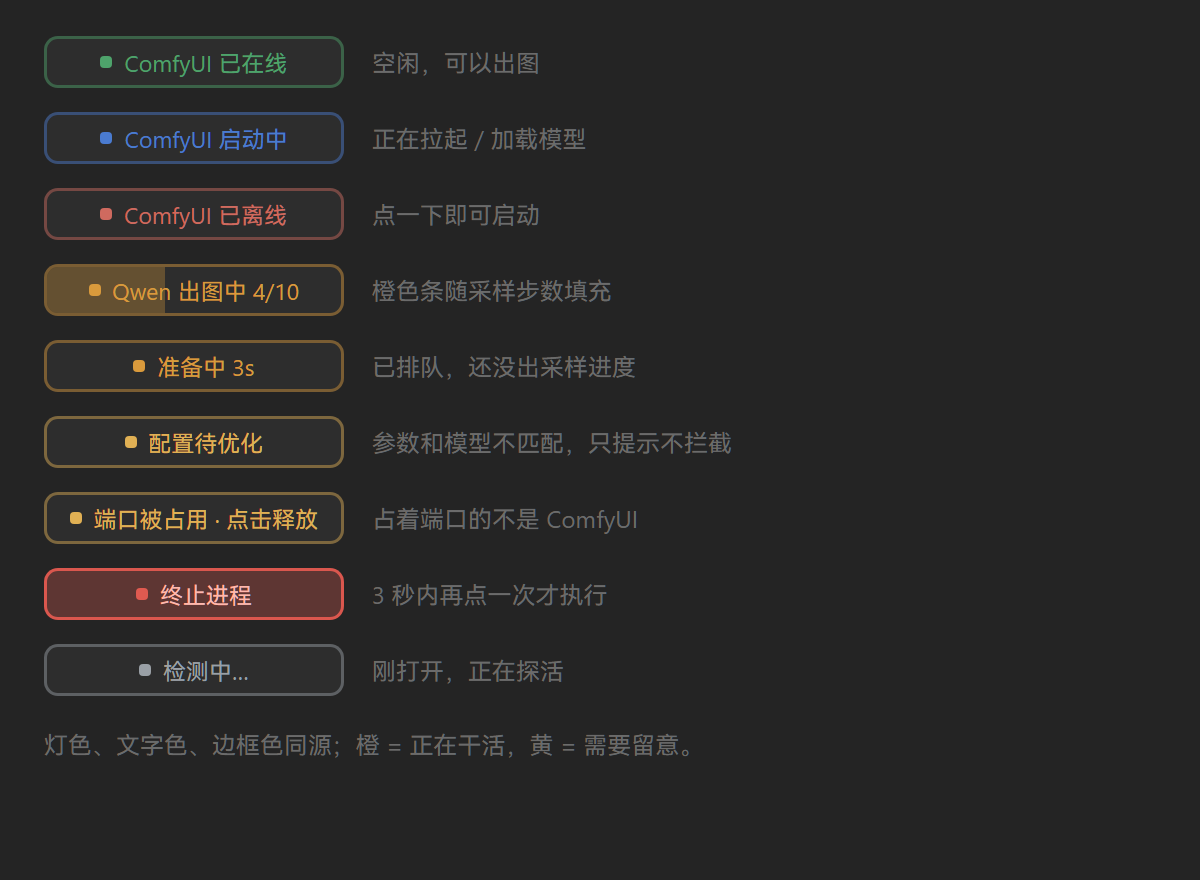 ComfyUI 已在线 空闲，可以出图
ComfyUI 启动中 正在拉起 / 加载模型
ComfyUI 已离线 点一下即可启动
Qwen 出图中 4/10 橙色条随采样步数填充
准备中 3s 已排队，还没出采样进度
配置待优化 参数和模型不匹配，只提示不拦截
端口被占用 · 点击释放 占着端口的不是 ComfyUI
终止进程 3 秒内再点一次才执行
检测中... 刚打开，正在探活
灯色、文字色、边框色同源；橙 = 正在干活，黄 = 需要留意。